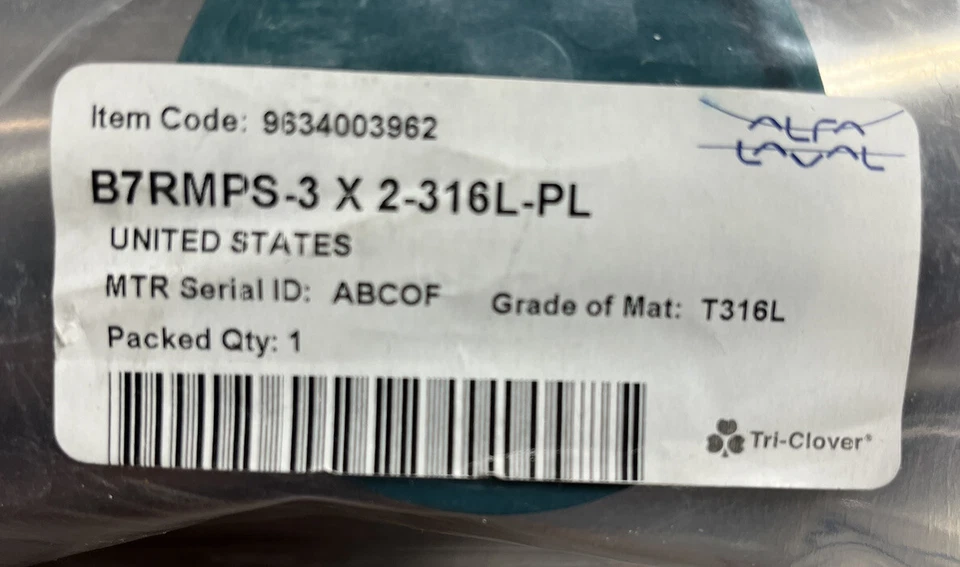 Item Code: 9634003962
ALFA
LAVAL
B7RMPS-3 X 2-316L-PL
UNITED STATES
MTR Serial ID: ABCOF Grade of Mat: T316L
Packed Qty: 1
Tri-Clover®